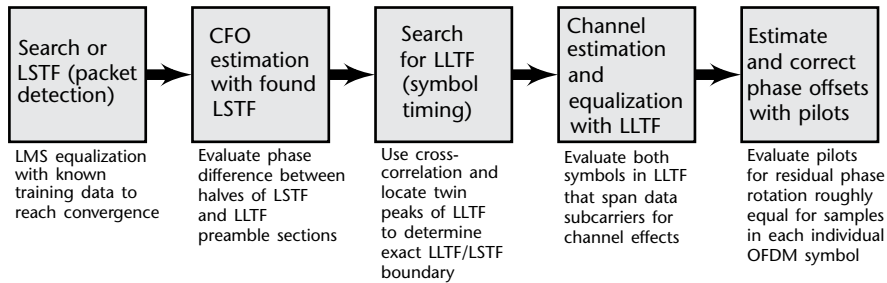 Search or
LSTF (packet
detection)
LMS equalization
with known
training data to
reach convergence
CFO
estimation
with found
LSTF
Evaluate phase
difference between
halves of LSTF
and LLTF
preamble sections
Search
for LLTF
(symbol
timing)
Use cross-
correlation and
locate twin
peaks of LLTF
to determine
exact LLTF/LSTF
boundary
Channel
estimation
and
equalization
with LLTF
Evaluate both
symbols in LLTF
that span data
subcarriers for
channel effects
Estimate
and correct
phase offsets
with pilots
Evaluate pilots
for residual phase
rotation roughly
equal for samples
in each individual
OFDM symbol